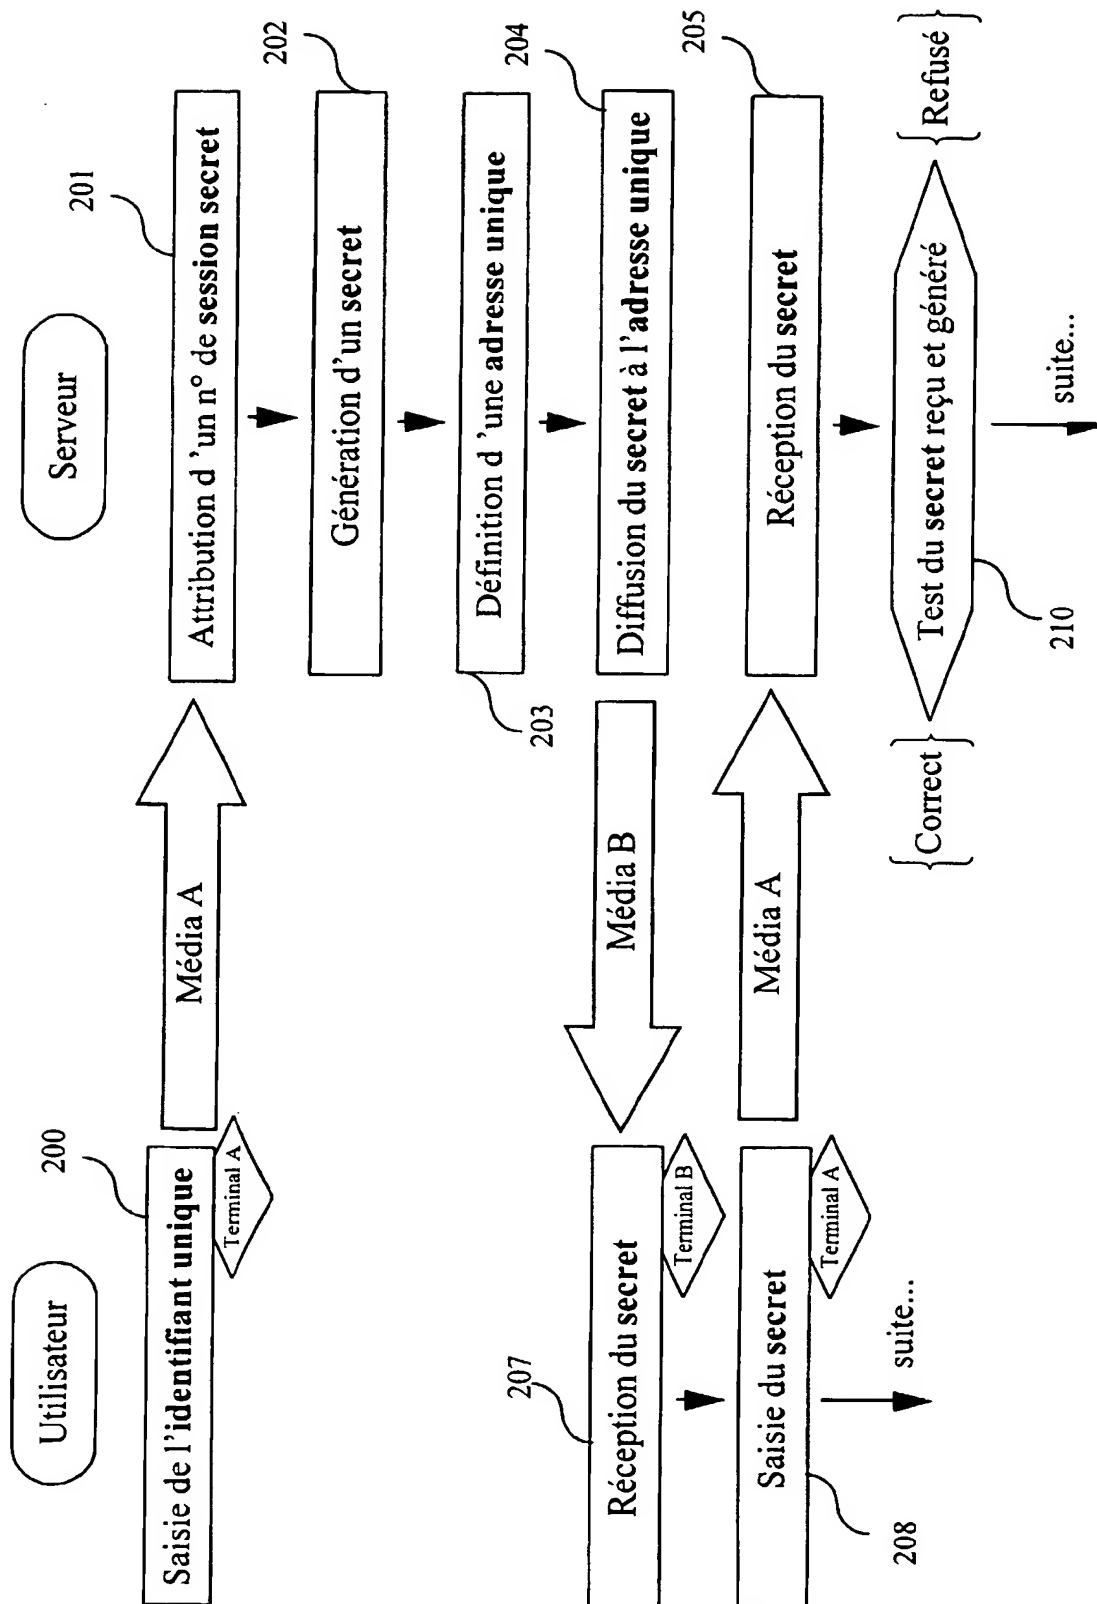 Utilisateur
Serveur
200
Saisie de l'identifiant unique
Terminal A
Média A
201
Attribution d 'un n° de session secret
202
Génération d'un secret
203
Définition d 'une adresse unique
204
Diffusion du secret à l'adresse unique
Média B
207
Réception du secret
Terminal B
208
Saisie du secret
Terminal A
suite...
Média A
205
Réception du secret
210
Test du secret reçu et généré
{Correct}
{Refusé}
suite...